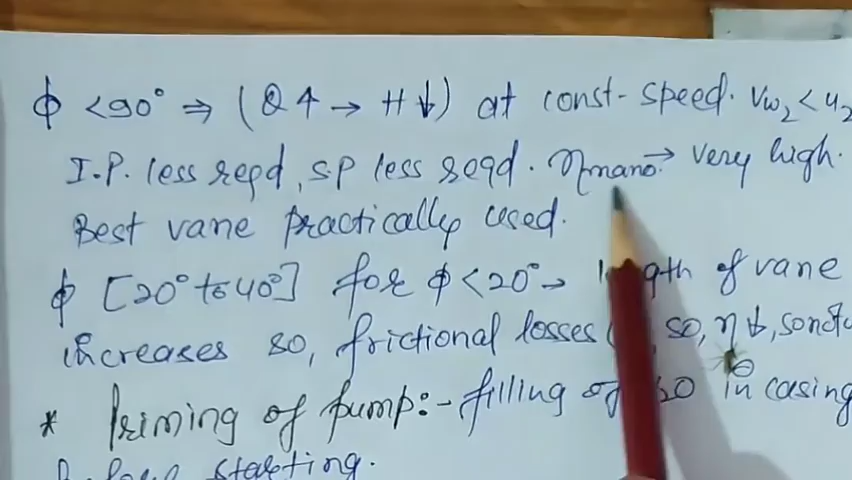 ϕ <90° ⇒ (Q↑ → H↓) at const- speed. Vw₂ < u₂
I.P. less reqd, S.P less reqd. ηmano. → very high.
Best vane practically used.
ϕ [20° to 40°] for ϕ < 20° → length of vane
increases so, frictional losses so, η↓, so
* Priming of pump:- filling of in casing
starting.